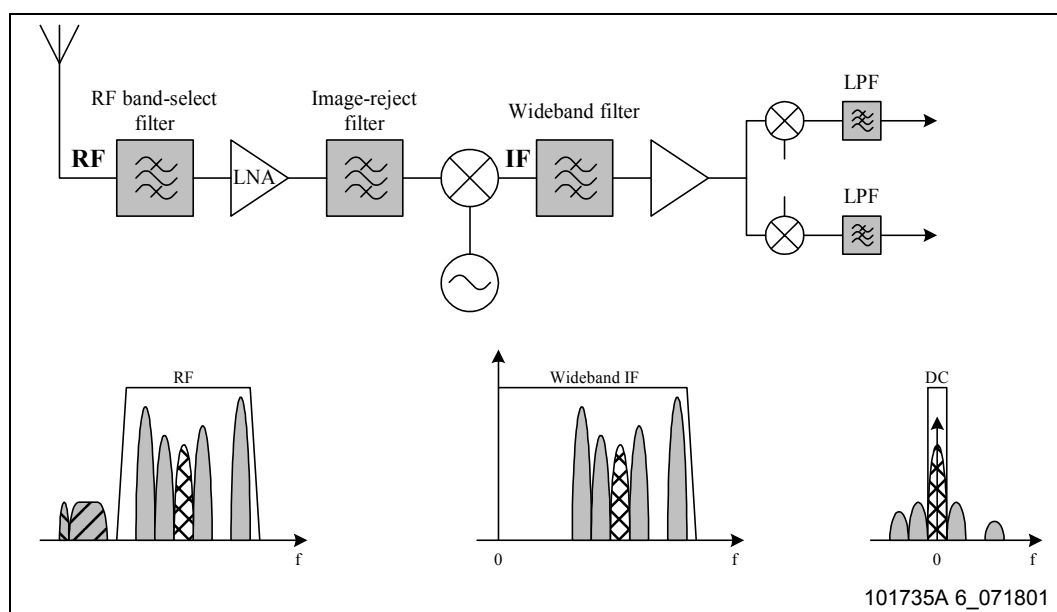 RF band-select
filter
Image-reject
filter
Wideband filter
LPF
RF
LNA
IF
LPF
RF
Wideband IF
DC
f
0
f
0
f
101735A 6_071801